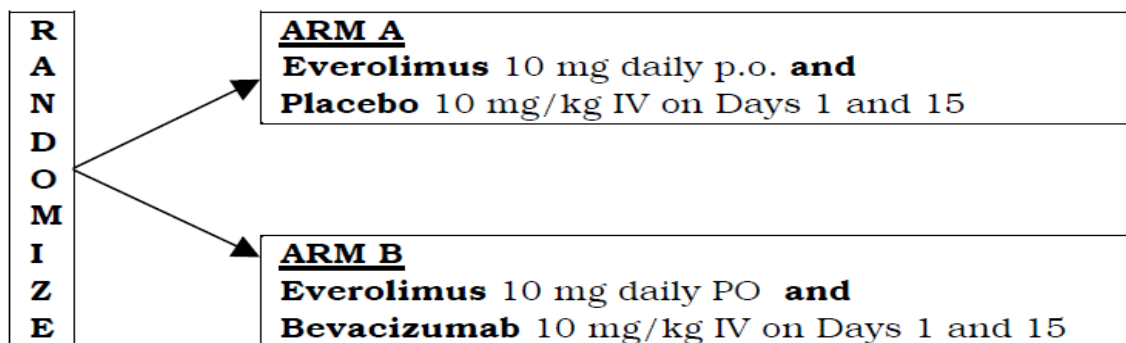 R
A
N
D
O
M
I
Z
E
ARM A
Everolimus 10 mg daily p.o. and
Placebo 10 mg/kg IV on Days 1 and 15
ARM B
Everolimus 10 mg daily PO and
Bevacizumab 10 mg/kg IV on Days 1 and 15